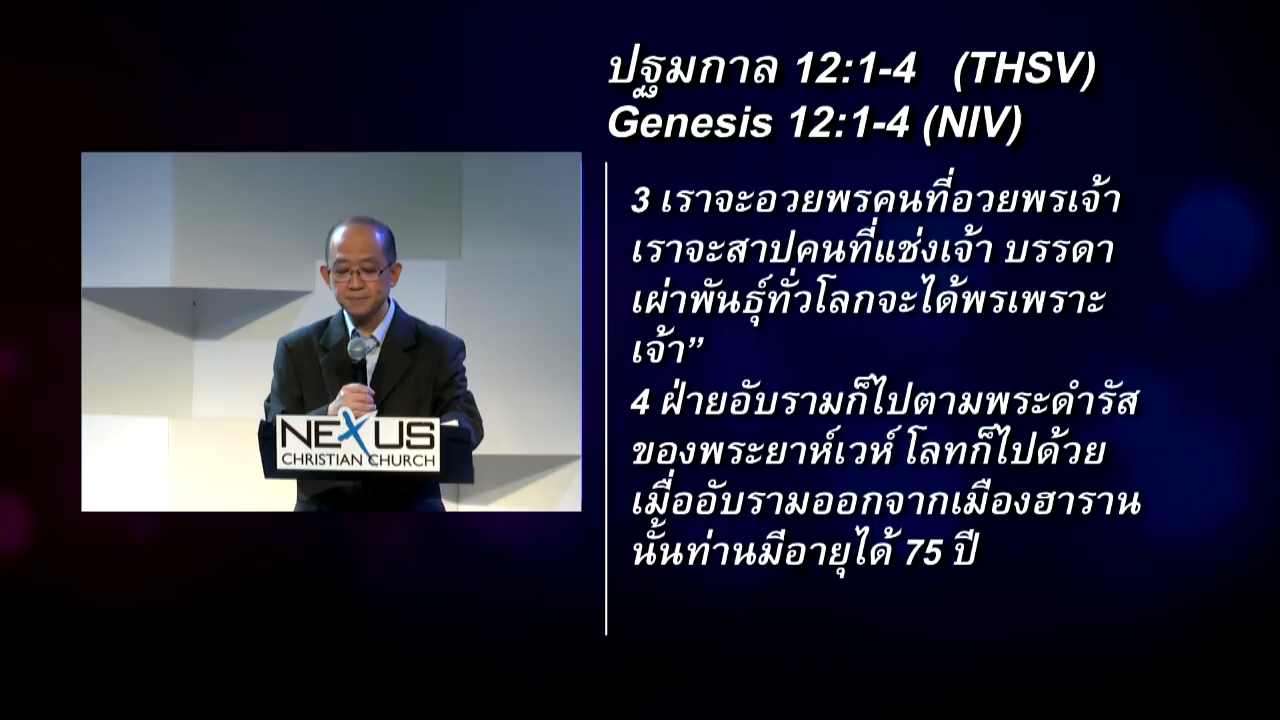 ปฐมกาล 12:1-4 (THSV)
Genesis 12:1-4 (NIV)
3 เราจะอวยพรคนที่อวยพรเจ้า
เราจะสาปคนที่แช่งเจ้า บรรดา
เผ่าพันธุ์ทั่วโลกจะได้พรเพราะ
เจ้า”
4 ฝ่ายอับรามก็ไปตามพระดำรัส
ของพระยาห์เวห์ โลทก็ไปด้วย
เมื่ออับรามออกจากเมืองฮาราน
นั้นท่านมีอายุได้ 75 ปี
NEXUS
CHRISTIAN CHURCH